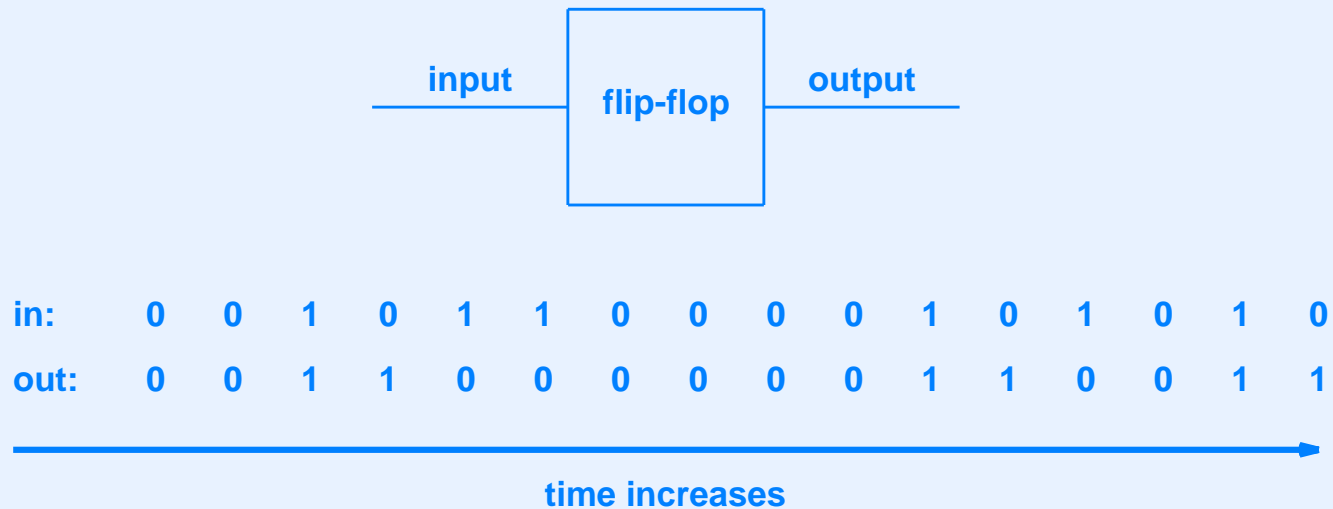 input
flip-flop
output
in: 0 0 1 0 1 1 0 0 0 0 1 0 1 0 1 0
out: 0 0 1 1 0 0 0 0 0 0 1 1 0 0 1 1
time increases